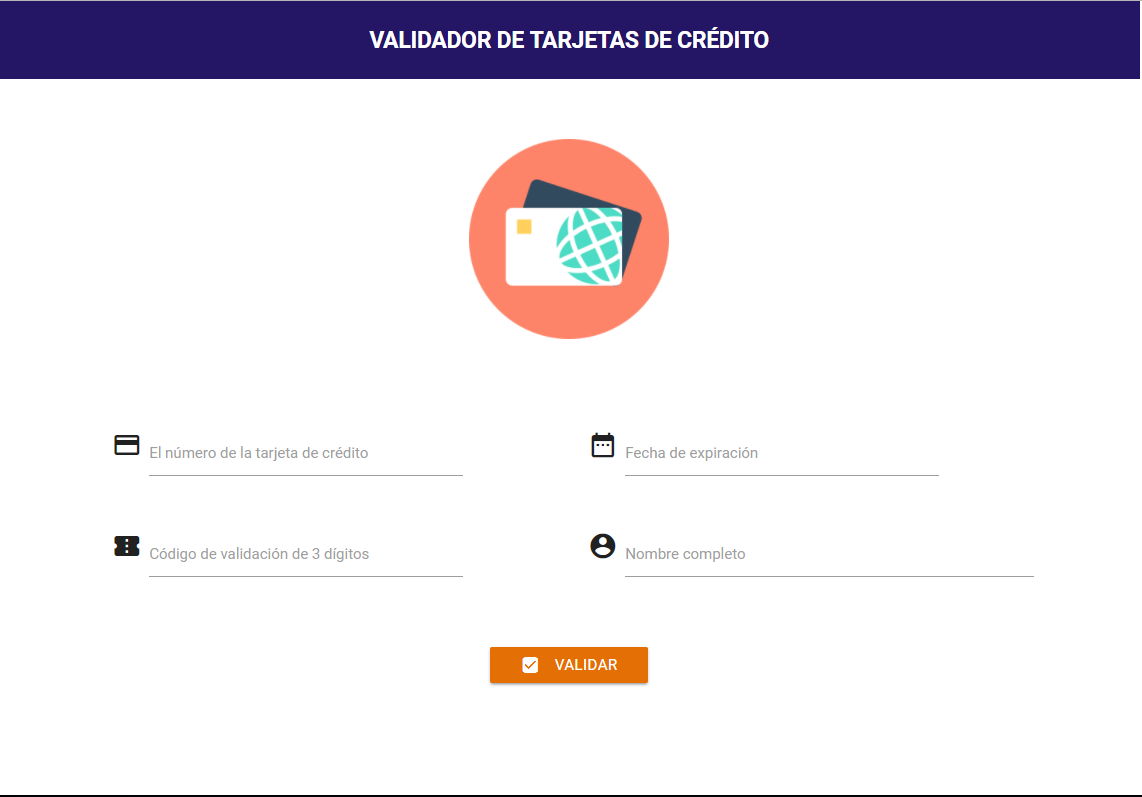 VALIDADOR DE TARJETAS DE CRÉDITO
El número de la tarjeta de crédito
Fecha de expiración
Código de validación de 3 dígitos
Nombre completo
VALIDAR